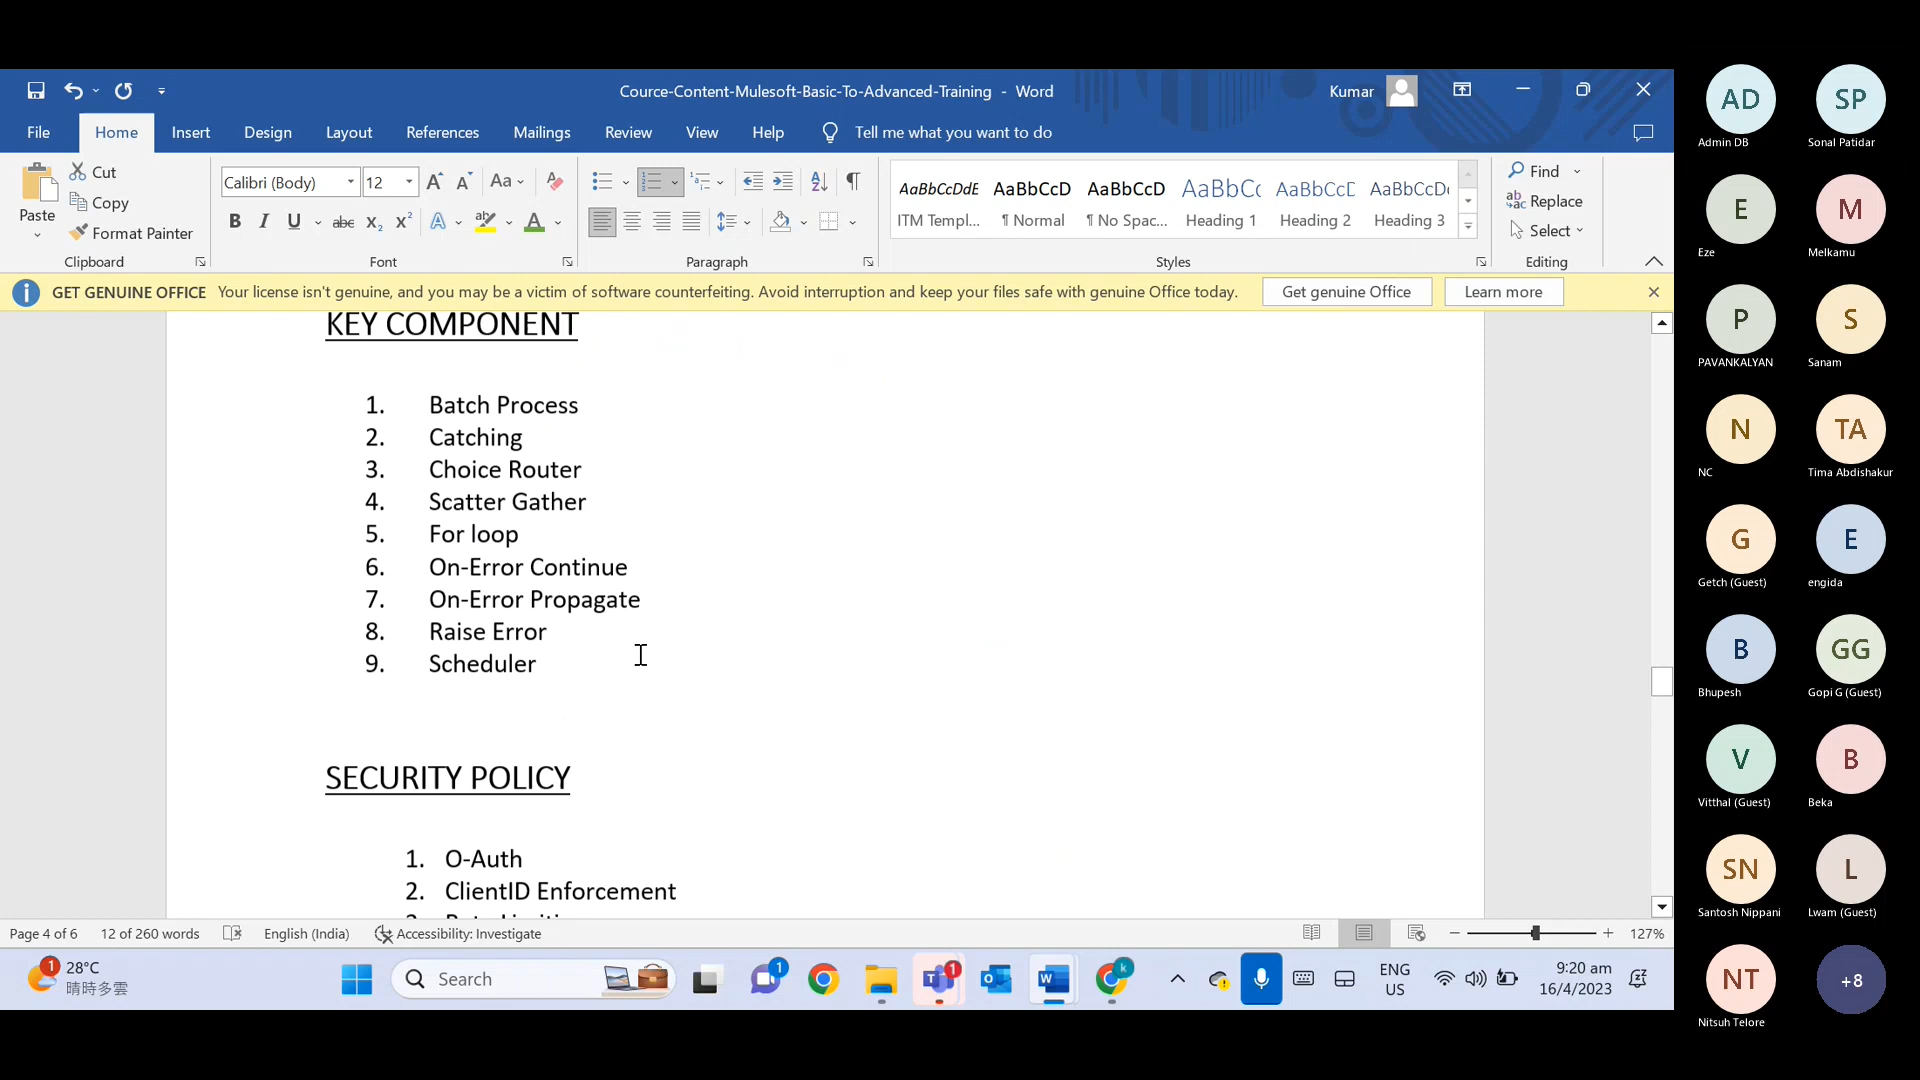 Cource-Content-Mulesoft-Basic-To-Advanced-Training - Word
Kumar
File Home Insert Design Layout References Mailings Review View Help Tell me what you want to do
Paste
Cut
Copy
Format Painter
Clipboard
Calibri (Body) 12
Font
Paragraph
AaBbCcDdE AaBbCcD AaBbCcD AaBbCc AaBbCcD AaBbCcD
ITM Templ... ¶ Normal ¶ No Spac... Heading 1 Heading 2 Heading 3
Styles
Find
Replace
Select
Editing
GET GENUINE OFFICE Your license isn't genuine, and you may be a victim of software counterfeiting. Avoid interruption and keep your files safe with genuine Office today. Get genuine Office Learn more
KEY COMPONENT
1. Batch Process
2. Catching
3. Choice Router
4. Scatter Gather
5. For loop
6. On-Error Continue
7. On-Error Propagate
8. Raise Error
9. Scheduler
SECURITY POLICY
1. O-Auth
2. ClientID Enforcement
Page 4 of 6 12 of 260 words English (India) Accessibility: Investigate 127%
1 28°C
晴時多雲
Search
1
1
k
ENG
US
9:20 am
16/4/2023
AD SP
Admin DB Sonal Patidar
E M
Eze Melkamu
P S
PAVANKALYAN Sanam
N TA
NC Tima Abdishakur
G E
Getch (Guest) engida
B GG
Bhupesh Gopi G (Guest)
V B
Vitthal (Guest) Beka
SN L
Santosh Nippani Lwam (Guest)
NT +8
Nitsuh Telore